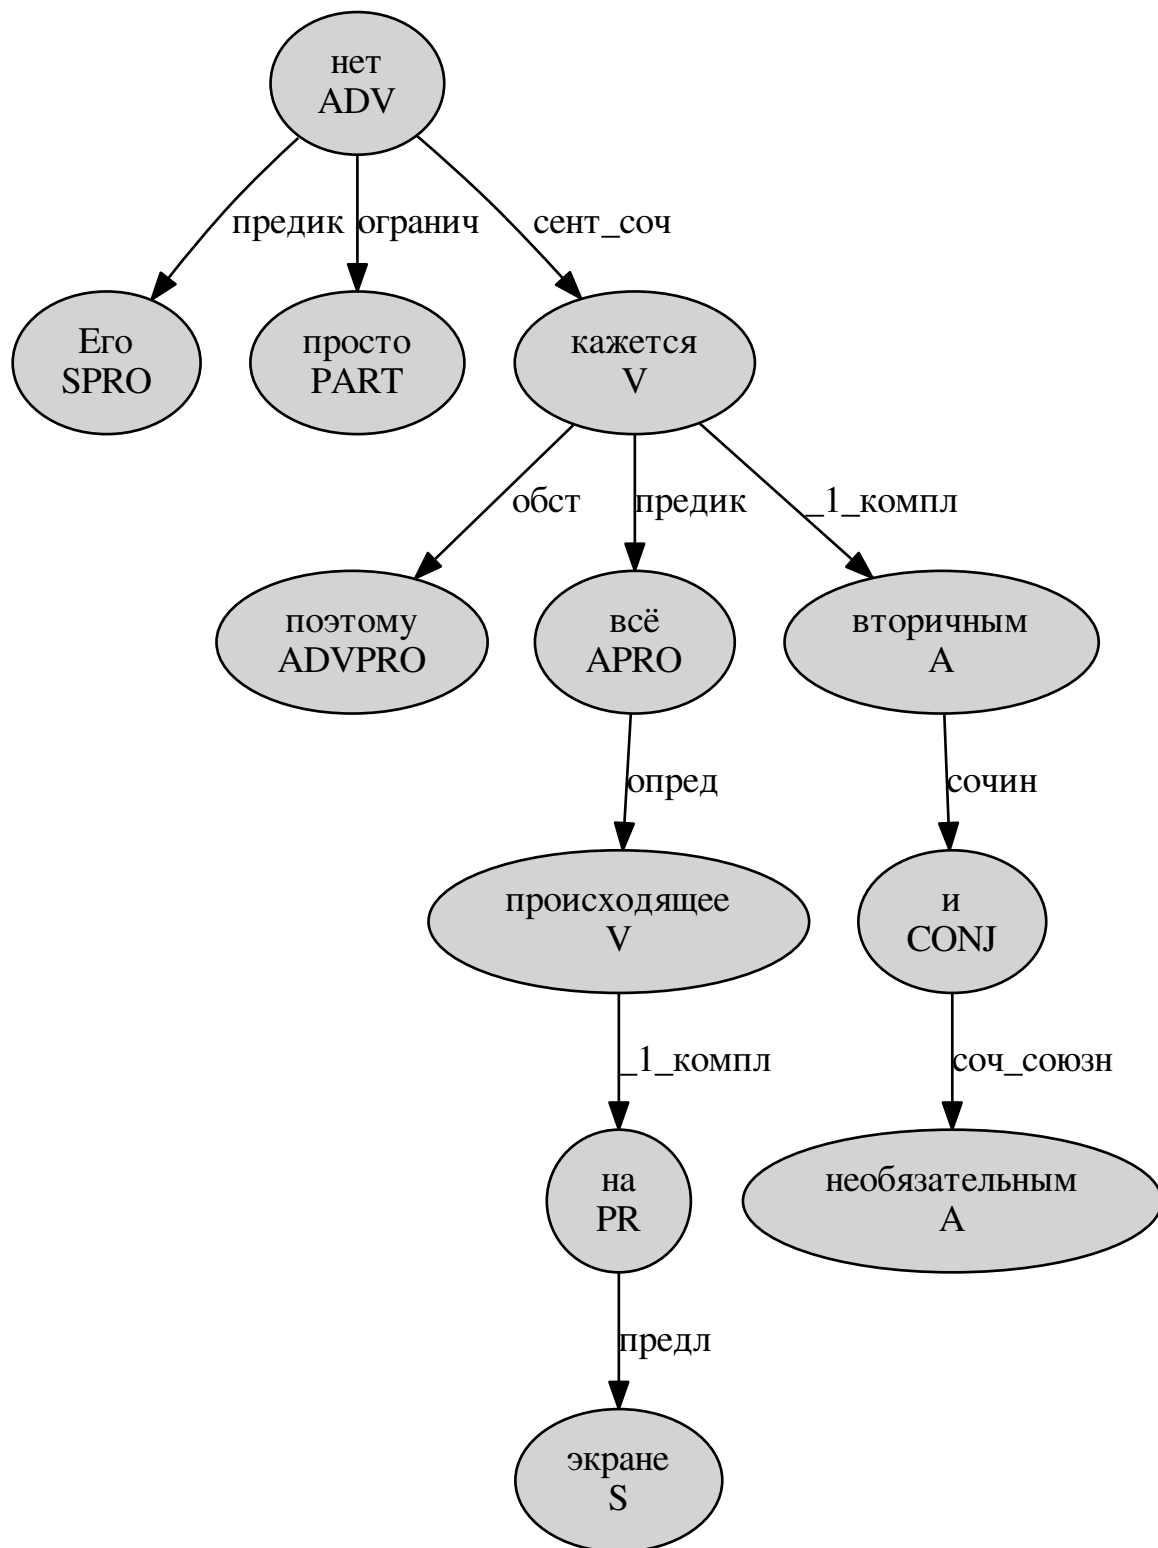 нет
ADV
предик
огранич
сент_соч
Его
SPRO
просто
PART
кажется
V
обст
предик
_1_компл
поэтому
ADVPRO
всё
APRO
вторичным
A
опред
сочин
происходящее
V
и
CONJ
_1_компл
соч_союзн
на
PR
необязательным
A
предл
экране
S